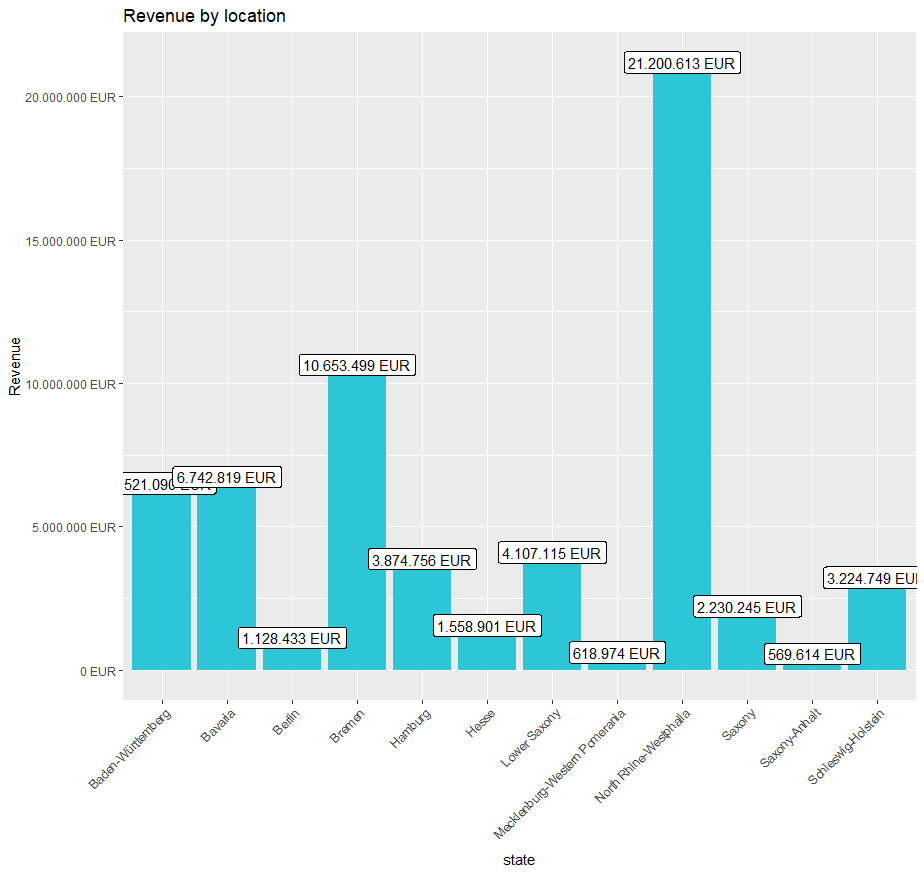 Revenue by location
Revenue
20.000.000 EUR
15.000.000 EUR
10.000.000 EUR
5.000.000 EUR
0 EUR
521.090 EUR
6.742.819 EUR
1.128.433 EUR
10.653.499 EUR
3.874.756 EUR
1.558.901 EUR
4.107.115 EUR
618.974 EUR
21.200.613 EUR
2.230.245 EUR
569.614 EUR
3.224.749 EU
Baden-Württemberg
Bavaria
Berlin
Bremen
Hamburg
Hesse
Lower Saxony
Mecklenburg-Western Pomerania
North Rhine-Westphalia
Saxony
Saxony-Anhalt
Schleswig-Holstein
state